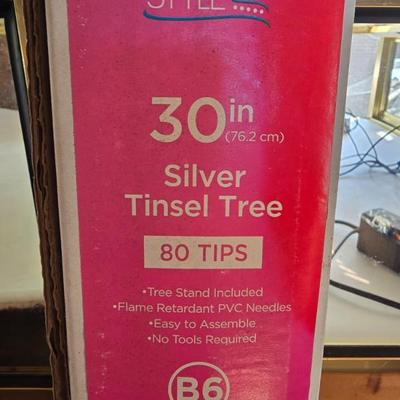 STYLE
30in
(76.2 cm)
Silver
Tinsel Tree
80 TIPS
•Tree Stand Included
•Flame Retardant PVC Needles
•Easy to Assemble
•No Tools Required
B6